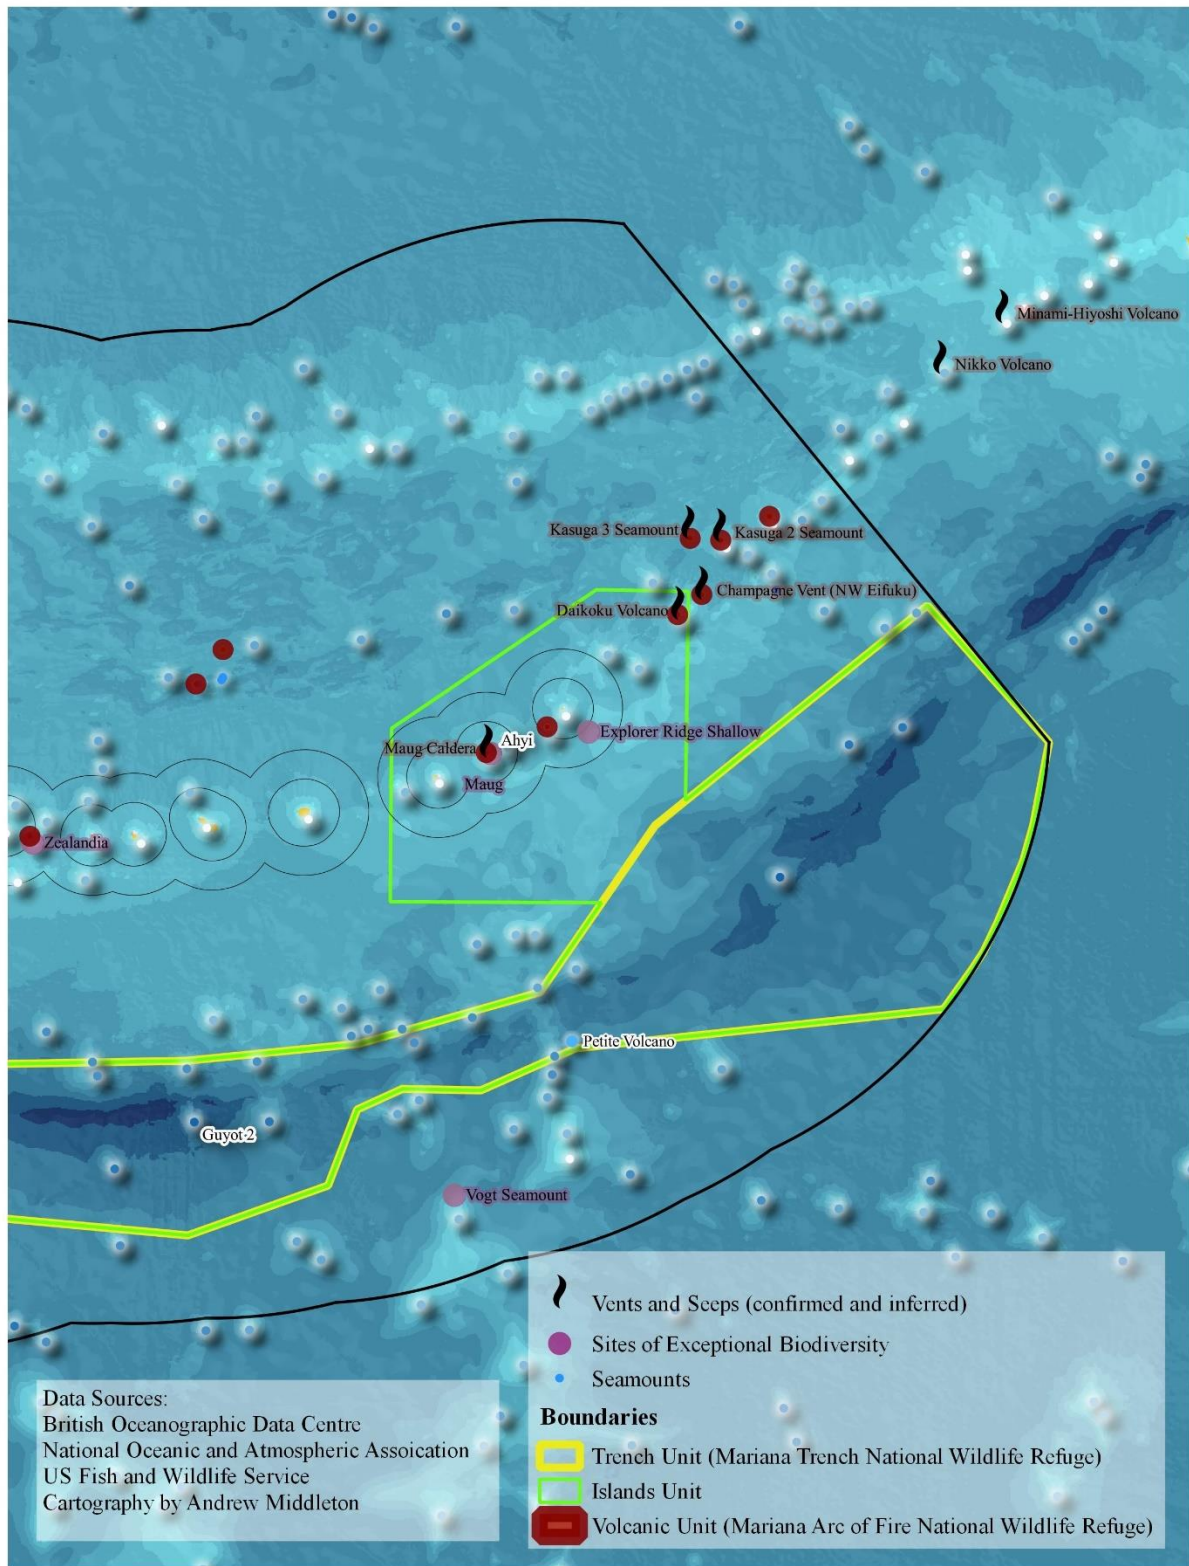 Minami-Hiyoshi Volcano
Nikko Volcano
Kasuga 3 Seamount
Kasuga 2 Seamount
Champagne Vent (NW Eifuku)
Daikoku Volcano
Explorer Ridge Shallow
Ahyi
Maug Caldera
Maug
Zealandia
Petite Volcano
Guyot 2
Vogt Seamount
Vents and Seeps (confirmed and inferred)
Sites of Exceptional Biodiversity
Seamounts
Boundaries
Trench Unit (Mariana Trench National Wildlife Refuge)
Islands Unit
Volcanic Unit (Mariana Arc of Fire National Wildlife Refuge)
Data Sources:
British Oceanographic Data Centre
National Oceanic and Atmospheric Assoication
US Fish and Wildlife Service
Cartography by Andrew Middleton